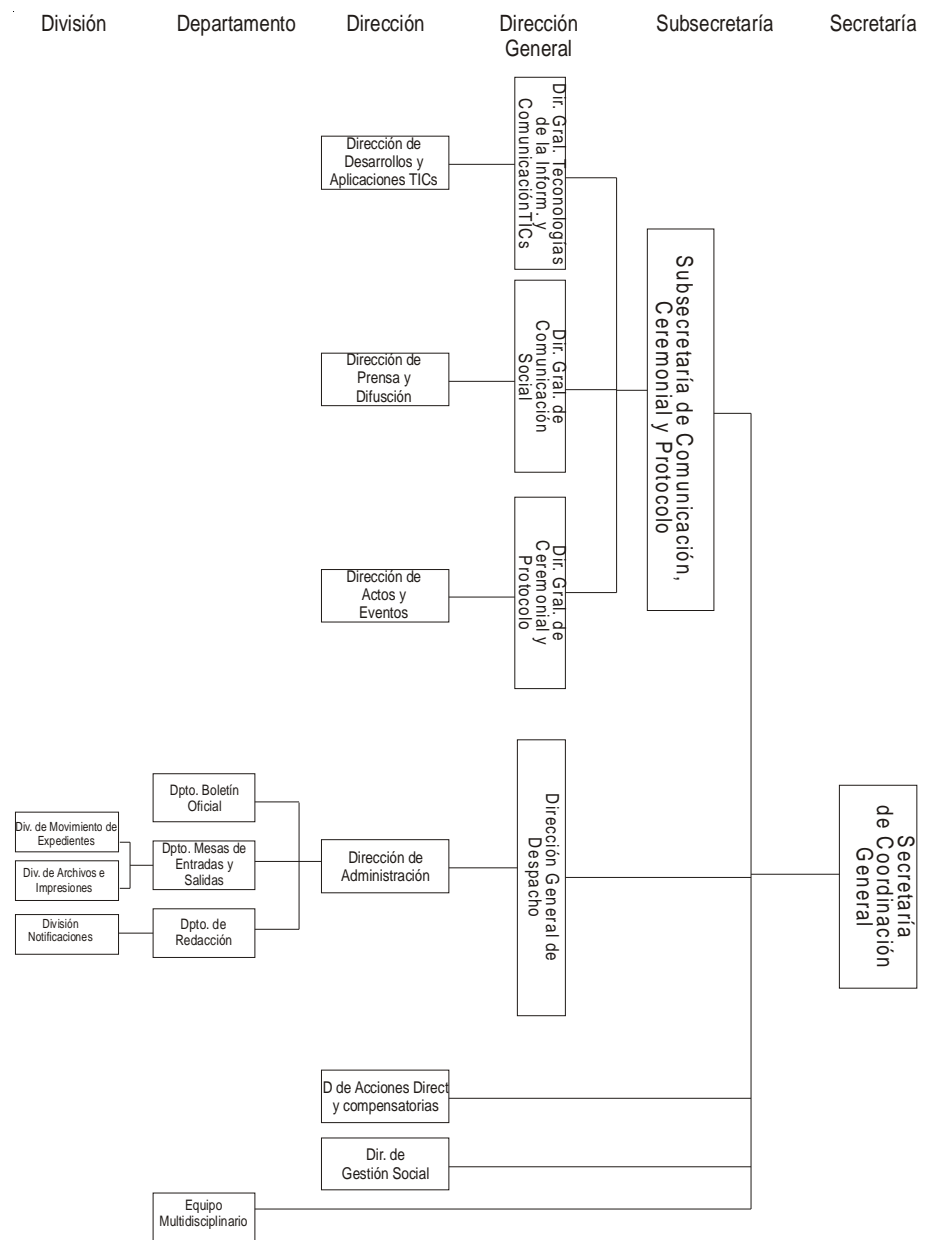 División
Departamento
Dirección
Dirección
General
Subsecretaría
Secretaría
Dirección de
Desarrollos y
Aplicaciones TICs
Dir. Gral. Teconologías
de la Inform. y
ComunicaciónTICs
Dirección de
Prensa y
Difusción
Dir. Gral. de
Comunicación
Social
Subsecretaría de Comunicación,
Ceremonial y Protocolo
Dirección de
Actos y
Eventos
Dir. Gral. de
Ceremonial y
Protocolo
Dpto. Boletín
Oficial
Div. de Movimiento de
Expedientes
Div. de Archivos e
Impresiones
Dpto. Mesas de
Entradas y
Salidas
División
Notificaciones
Dpto. de
Redacción
Dirección de
Administración
Dirección General de
Despacho
Secretaría
de Coordinación
General
D de Acciones Direct
y compensatorias
Dir. de
Gestión Social
Equipo
Multidisciplinario